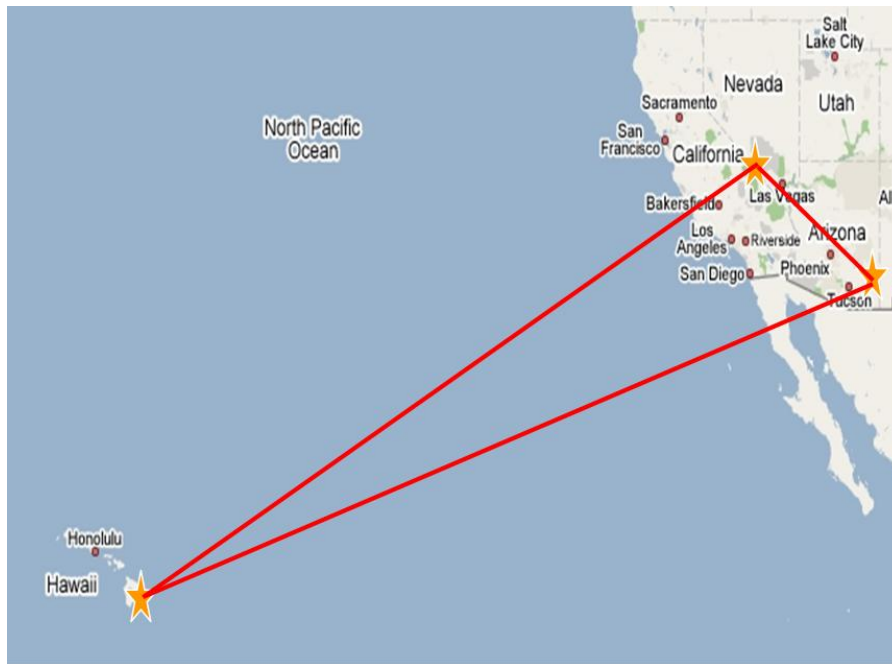 Salt
Lake City
Nevada
Utah
Sacramento
North Pacific
Ocean
San
Francisco
California
Las Vegas
Al
Bakersfield
Los
Angeles
Riverside
Arizona
San Diego
Phoenix
Tucson
Honolulu
Hawaii